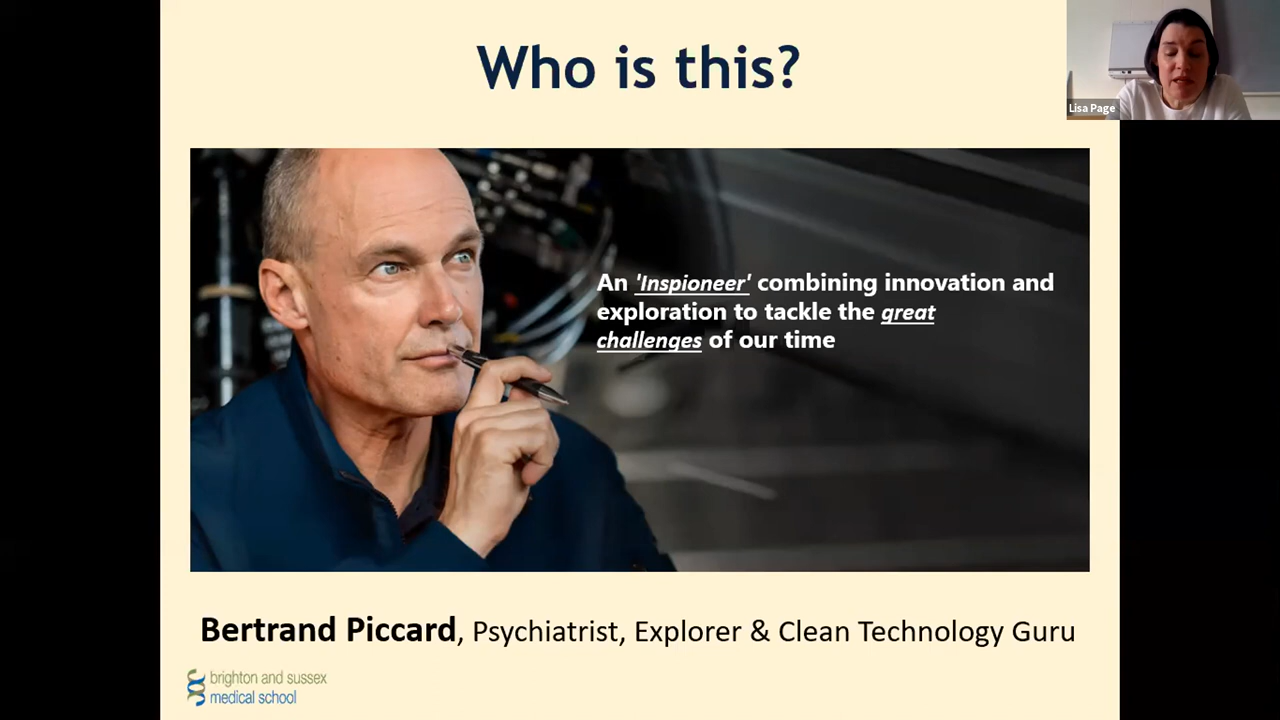 Who is this?
Lisa Page
An 'Inspioneer' combining innovation and
exploration to tackle the great
challenges of our time
Bertrand Piccard, Psychiatrist, Explorer & Clean Technology Guru
brighton and sussex
medical school